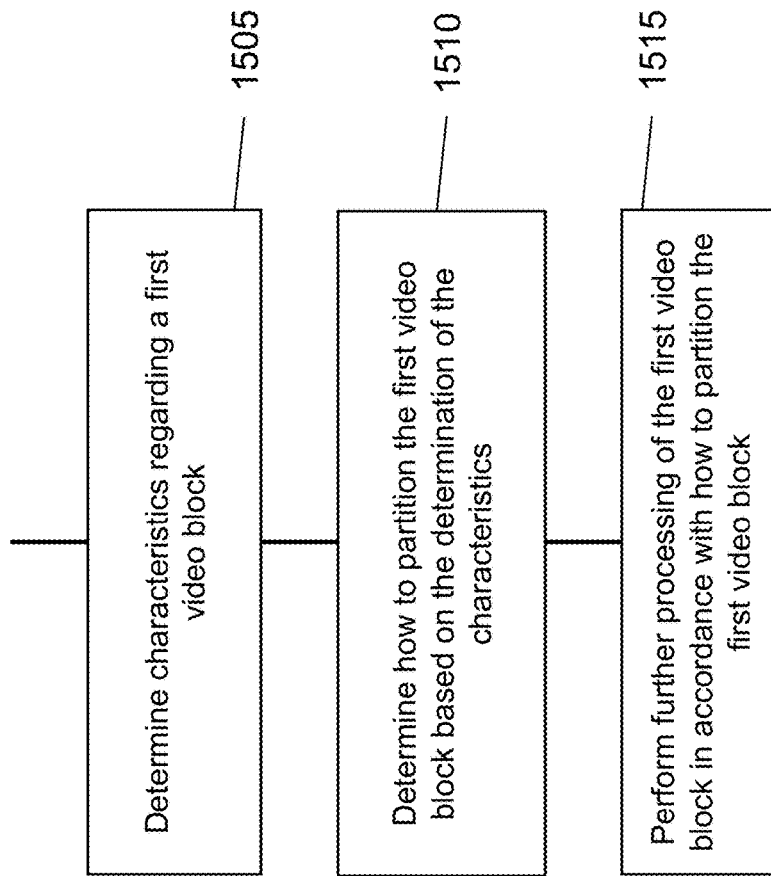 Determine characteristics regarding a first
video block
1505
Determine how to partition the first video
block based on the determination of the
characteristics
1510
Perform further processing of the first video
block in accordance with how to partition the
first video block
1515